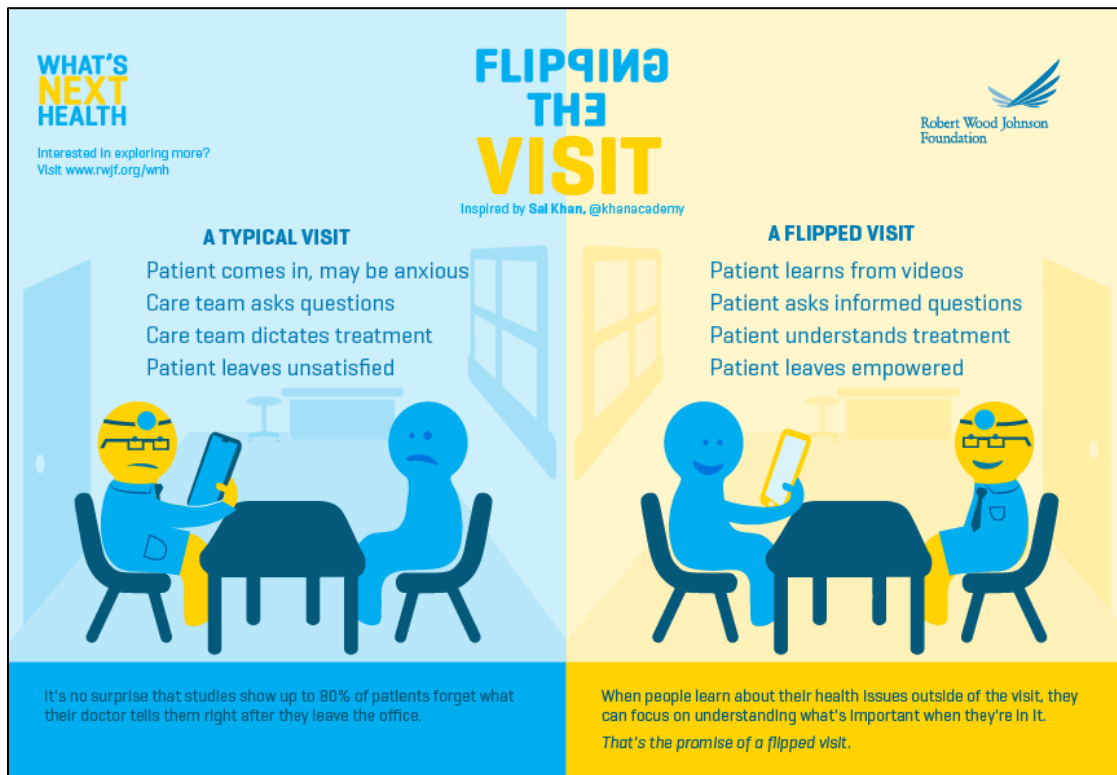 WHAT'S
NEXT
HEALTH
Interested in exploring more?
Visit www.rwjf.org/wnh
FLIPPING
THE
VISIT
Inspired by Sal Khan, @khanacademy
Robert Wood Johnson
Foundation
A TYPICAL VISIT
Patient comes in, may be anxious
Care team asks questions
Care team dictates treatment
Patient leaves unsatisfied
A FLIPPED VISIT
Patient learns from videos
Patient asks informed questions
Patient understands treatment
Patient leaves empowered
It's no surprise that studies show up to 80% of patients forget what
their doctor tells them right after they leave the office.
When people learn about their health issues outside of the visit, they
can focus on understanding what's important when they're in it.
That's the promise of a flipped visit.